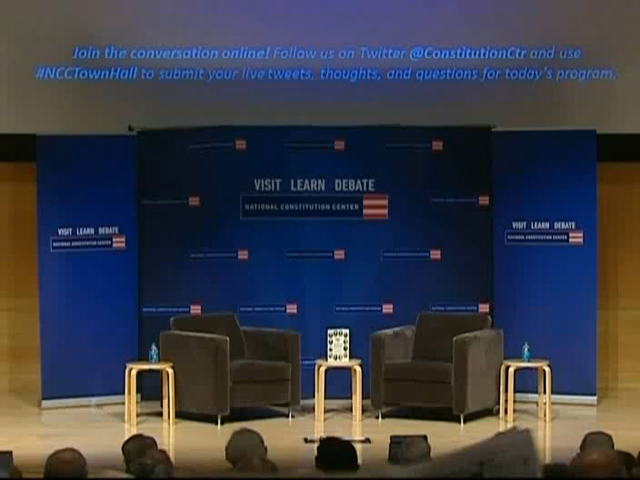 Join the conversation online! Follow us on Twitter @ConstitutionCtr and use
#NCCTownHall to submit your live tweets, thoughts, and questions for today's program.
VISIT LEARN DEBATE
NATIONAL CONSTITUTION CENTER
VISIT LEARN DEBATE
NATIONAL CONSTITUTION CENTER
VISIT LEARN DEBATE
NATIONAL CONSTITUTION CENTER